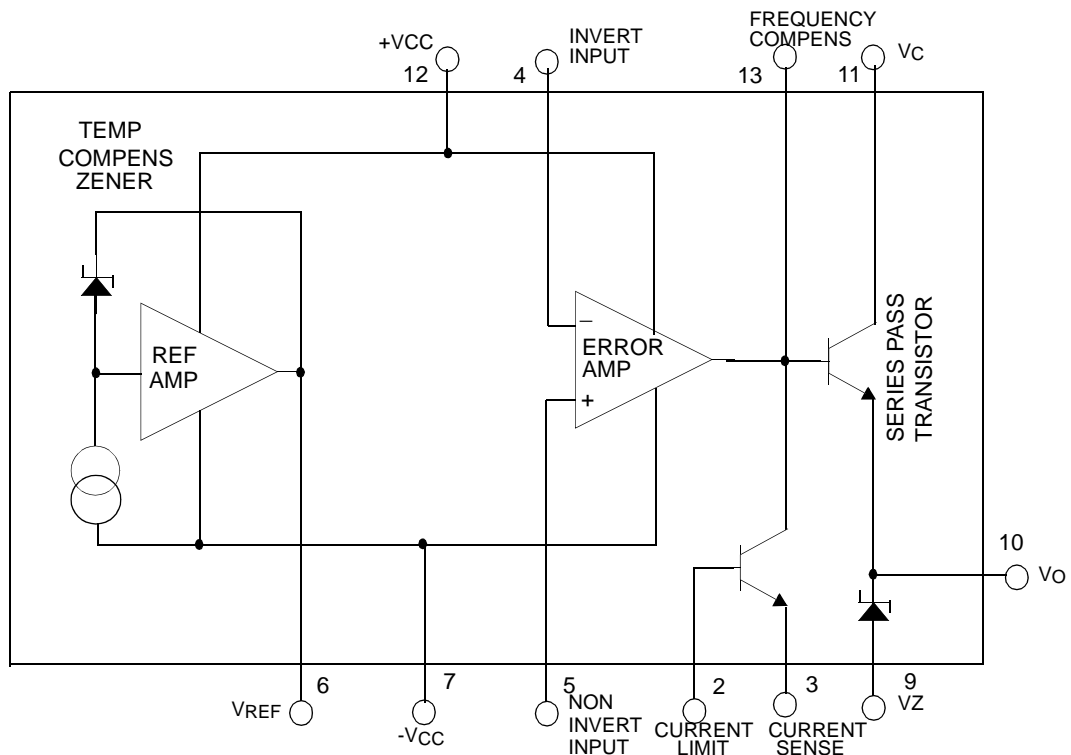 FREQUENCY
COMPENS
+VCC
12
INVERT
INPUT
4
13
11
VC
TEMP
COMPENS
ZENER
REF
AMP
−
ERROR
AMP
+
SERIES PASS
TRANSISTOR
10
VO
VREF
6
7
-VCC
5
NON
INVERT
INPUT
2
CURRENT
LIMIT
3
CURRENT
SENSE
9
VZ